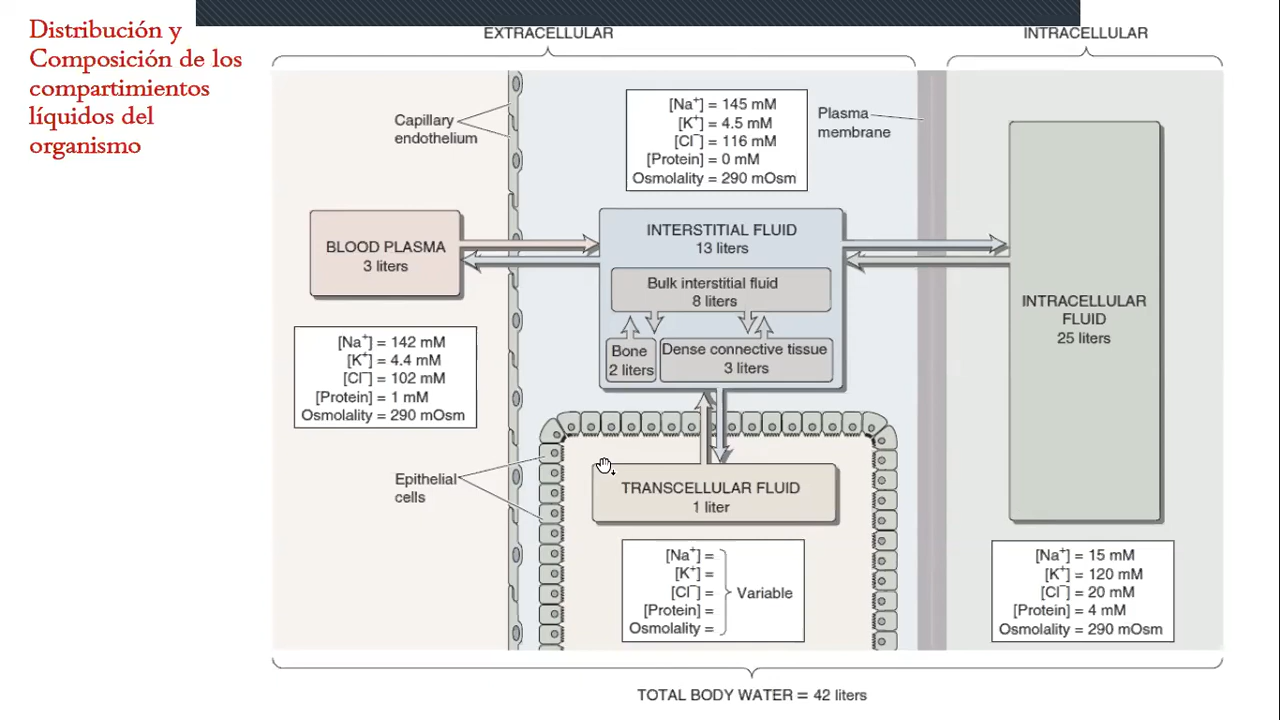 Distribución y
Composición de los
compartimientos
líquidos del
organismo
EXTRACELLULAR
INTRACELLULAR
Capillary
endothelium
[Na⁺] = 145 mM
[K⁺] = 4.5 mM
[Cl⁻] = 116 mM
[Protein] = 0 mM
Osmolality = 290 mOsm
Plasma
membrane
BLOOD PLASMA
3 liters
INTERSTITIAL FLUID
13 liters
Bulk interstitial fluid
8 liters
Bone
2 liters
Dense connective tissue
3 liters
INTRACELLULAR
FLUID
25 liters
[Na⁺] = 142 mM
[K⁺] = 4.4 mM
[Cl⁻] = 102 mM
[Protein] = 1 mM
Osmolality = 290 mOsm
Epithelial
cells
TRANSCELLULAR FLUID
1 liter
[Na⁺] =
[K⁺] =
[Cl⁻] =
[Protein] =
Osmolality =
Variable
[Na⁺] = 15 mM
[K⁺] = 120 mM
[Cl⁻] = 20 mM
[Protein] = 4 mM
Osmolality = 290 mOsm
TOTAL BODY WATER = 42 liters